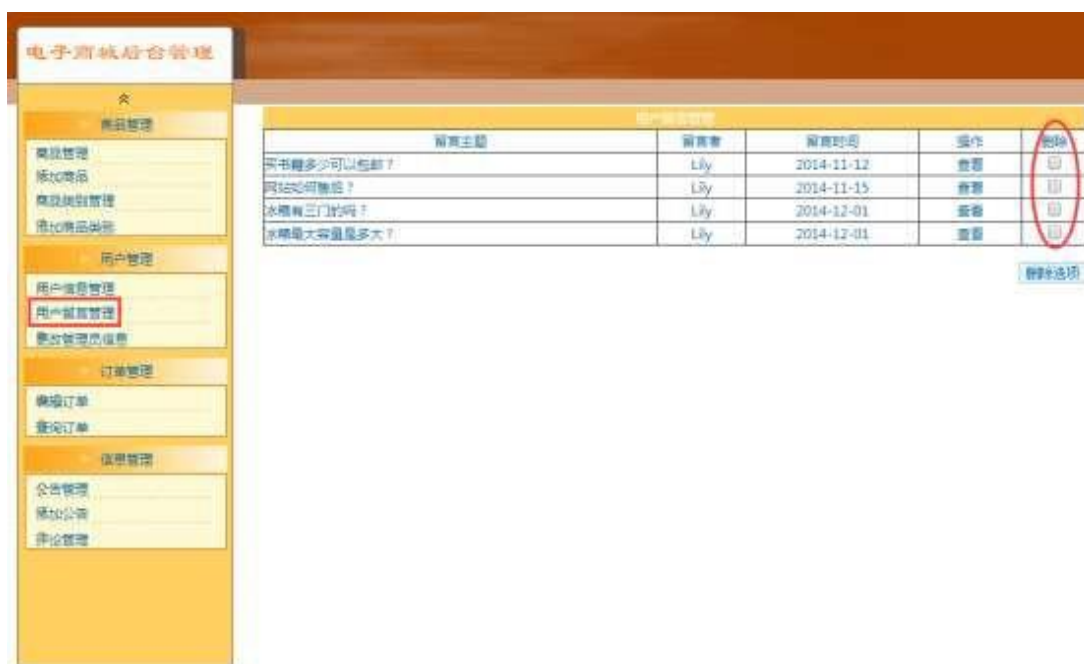 电子商城后台管理
商品管理
商品管理
添加商品
商品类别管理
添加商品类别
用户管理
用户信息管理
用户留言管理
更改管理员信息
订单管理
编辑订单
查询订单
信息管理
公告管理
添加公告
评论管理
用户留言管理
留言主题 留言者 留言时间 操作 删除
买书籍多少可以包邮？ Lily 2014-11-12 查看
网站如何售后？ Lily 2014-11-15 查看
冰箱有三门的吗？ Lily 2014-12-01 查看
冰箱最大容量是多大？ Lily 2014-12-01 查看
删除选项